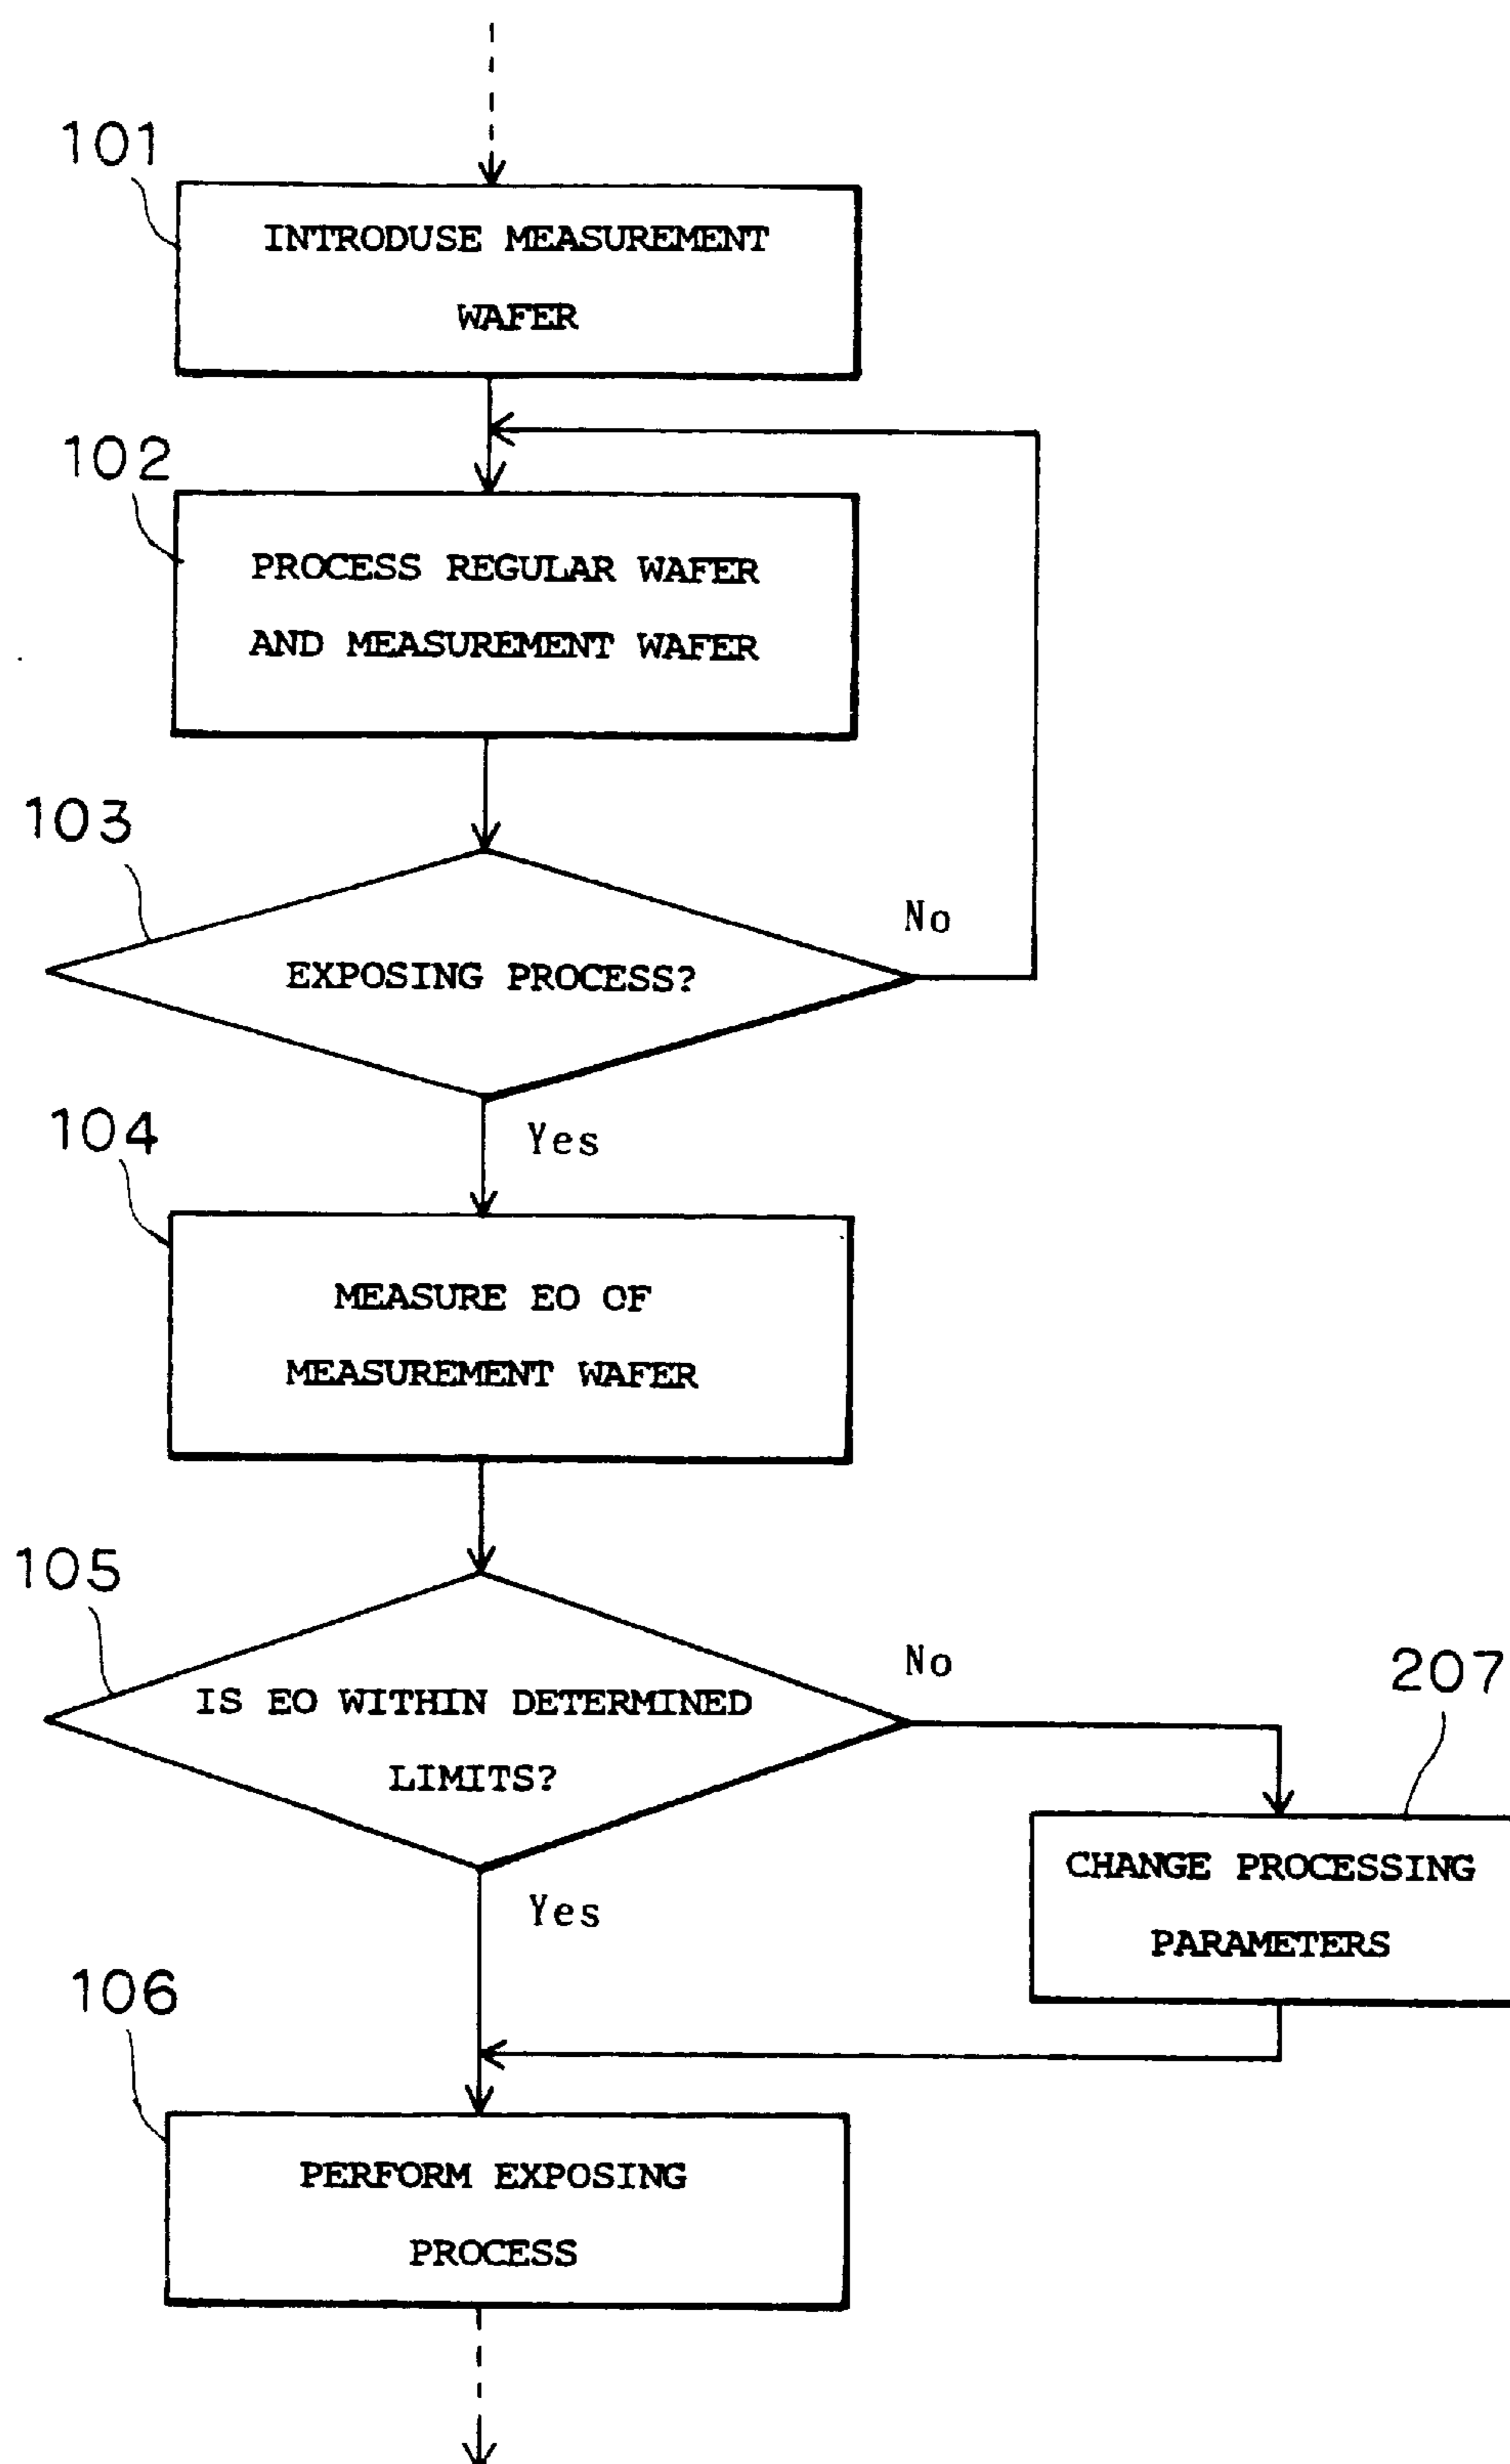 101
INTRODUSE MEASUREMENT
WAFER
102
PROCESS REGULAR WAFER
AND MEASUREMENT WAFER
103
No
EXPOSING PROCESS?
Yes
104
MEASURE EO OF
MEASUREMENT WAFER
105
No
IS EO WITHIN DETERMINED
LIMITS?
207
CHANGE PROCESSING
PARAMETERS
Yes
106
PERFORM EXPOSING
PROCESS